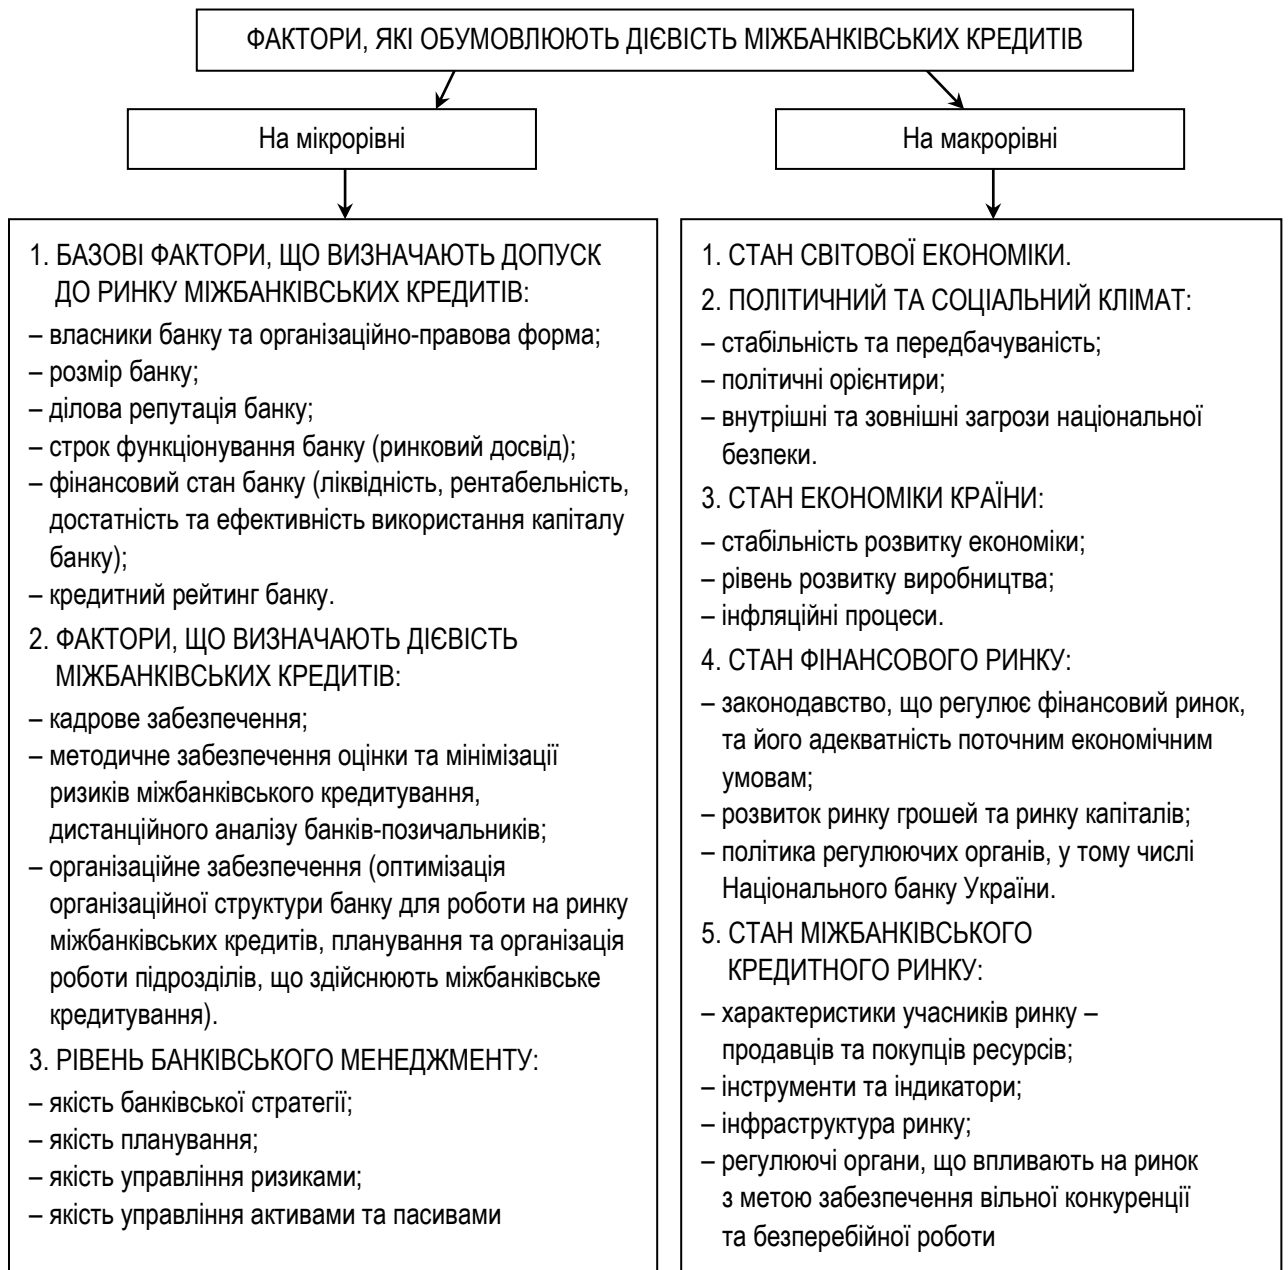 ФАКТОРИ, ЯКІ ОБУМОВЛЮЮТЬ ДІЄВІСТЬ МІЖБАНКІВСЬКИХ КРЕДИТІВ
На мікрорівні
На макрорівні
1. БАЗОВІ ФАКТОРИ, ЩО ВИЗНАЧАЮТЬ ДОПУСК
ДО РИНКУ МІЖБАНКІВСЬКИХ КРЕДИТІВ:
– власники банку та організаційно-правова форма;
– розмір банку;
– ділова репутація банку;
– строк функціонування банку (ринковий досвід);
– фінансовий стан банку (ліквідність, рентабельність,
достатність та ефективність використання капіталу
банку);
– кредитний рейтинг банку.
2. ФАКТОРИ, ЩО ВИЗНАЧАЮТЬ ДІЄВІСТЬ
МІЖБАНКІВСЬКИХ КРЕДИТІВ:
– кадрове забезпечення;
– методичне забезпечення оцінки та мінімізації
ризиків міжбанківського кредитування,
дистанційного аналізу банків-позичальників;
– організаційне забезпечення (оптимізація
організаційної структури банку для роботи на ринку
міжбанківських кредитів, планування та організація
роботи підрозділів, що здійснюють міжбанківське
кредитування).
3. РІВЕНЬ БАНКІВСЬКОГО МЕНЕДЖМЕНТУ:
– якість банківської стратегії;
– якість планування;
– якість управління ризиками;
– якість управління активами та пасивами
1. СТАН СВІТОВОЇ ЕКОНОМІКИ.
2. ПОЛІТИЧНИЙ ТА СОЦІАЛЬНИЙ КЛІМАТ:
– стабільність та передбачуваність;
– політичні орієнтири;
– внутрішні та зовнішні загрози національної
безпеки.
3. СТАН ЕКОНОМІКИ КРАЇНИ:
– стабільність розвитку економіки;
– рівень розвитку виробництва;
– інфляційні процеси.
4. СТАН ФІНАНСОВОГО РИНКУ:
– законодавство, що регулює фінансовий ринок,
та його адекватність поточним економічним
умовам;
– розвиток ринку грошей та ринку капіталів;
– політика регулюючих органів, у тому числі
Національного банку України.
5. СТАН МІЖБАНКІВСЬКОГО
КРЕДИТНОГО РИНКУ:
– характеристики учасників ринку –
продавців та покупців ресурсів;
– інструменти та індикатори;
– інфраструктура ринку;
– регулюючі органи, що впливають на ринок
з метою забезпечення вільної конкуренції
та безперебійної роботи